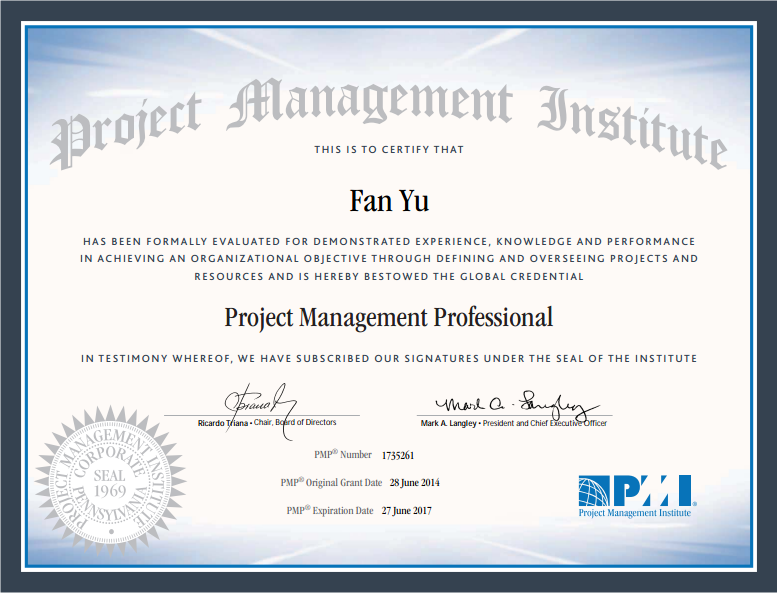 Project Management Institute
THIS IS TO CERTIFY THAT
Fan Yu
HAS BEEN FORMALLY EVALUATED FOR DEMONSTRATED EXPERIENCE, KNOWLEDGE AND PERFORMANCE
IN ACHIEVING AN ORGANIZATIONAL OBJECTIVE THROUGH DEFINING AND OVERSEEING PROJECTS AND
RESOURCES AND IS HEREBY BESTOWED THE GLOBAL CREDENTIAL
Project Management Professional
IN TESTIMONY WHEREOF, WE HAVE SUBSCRIBED OUR SIGNATURES UNDER THE SEAL OF THE INSTITUTE
Mark A. Langley
Ricardo Triana • Chair, Board of Directors
Mark A. Langley • President and Chief Executive Officer
PMP® Number 1735261
PMP® Original Grant Date 28 June 2014
PMP® Expiration Date 27 June 2017
PROJECT MANAGEMENT INSTITUTE
CORPORATE
SEAL
1969
PENNSYLVANIA
PMI®
Project Management Institute